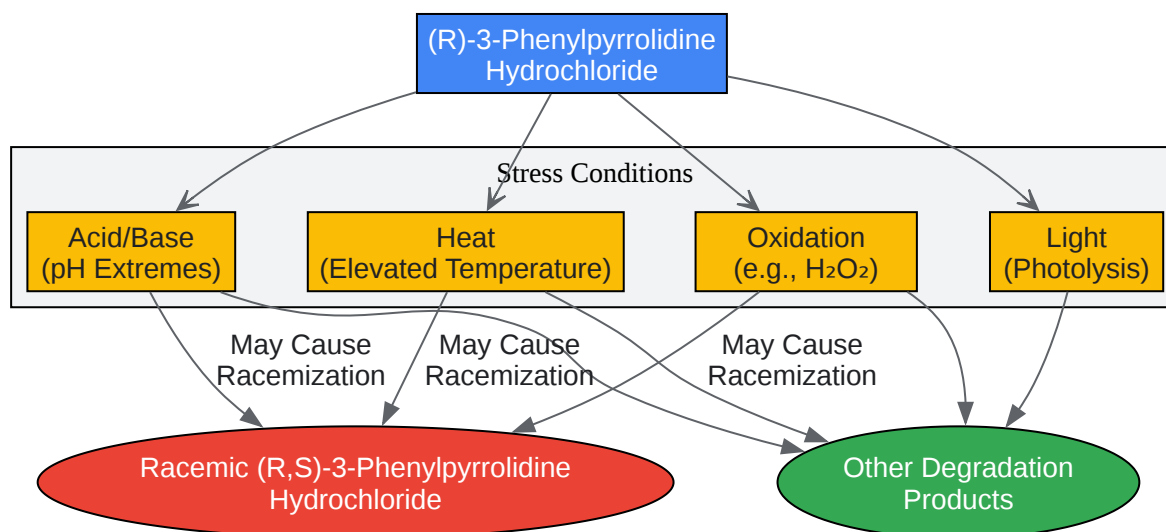 (R)-3-Phenylpyrrolidine
Hydrochloride
Stress Conditions
Acid/Base
(pH Extremes)
Heat
(Elevated Temperature)
Oxidation
(e.g., H₂O₂)
Light
(Photolysis)
May Cause
Racemization
May Cause
Racemization
May Cause
Racemization
Racemic (R,S)-3-Phenylpyrrolidine
Hydrochloride
Other Degradation
Products